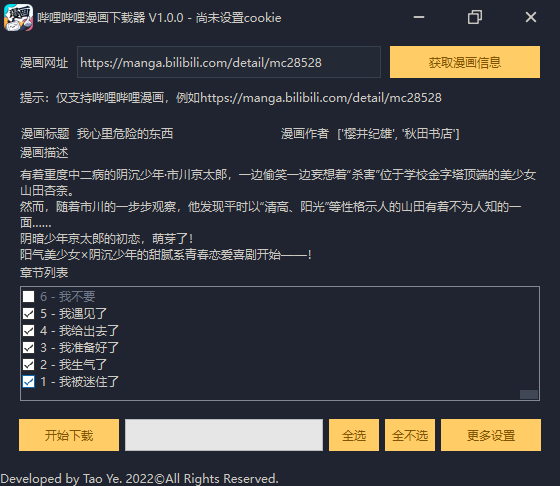 漫画
哔哩哔哩漫画下载器 V1.0.0 - 尚未设置cookie
漫画网址 https://manga.bilibili.com/detail/mc28528 获取漫画信息
提示：仅支持哔哩哔哩漫画，例如https://manga.bilibili.com/detail/mc28528
漫画标题 我心里危险的东西 漫画作者 ['樱井纪雄', '秋田书店']
漫画描述
有着重度中二病的阴沉少年·市川京太郎，一边偷笑一边妄想着“杀害”位于学校金字塔顶端的美少女
山田杏奈。
然而，随着市川的一步步观察，他发现平时以“清高、阳光”等性格示人的山田有着不为人知的一
面……
阴暗少年京太郎的初恋，萌芽了！
阳气美少女×阴沉少年的甜腻系青春恋爱喜剧开始——！
章节列表
6 - 我不要
5 - 我遇见了
4 - 我给出去了
3 - 我准备好了
2 - 我生气了
1 - 我被迷住了
开始下载 全选 全不选 更多设置
Developed by Tao Ye. 2022©All Rights Reserved.